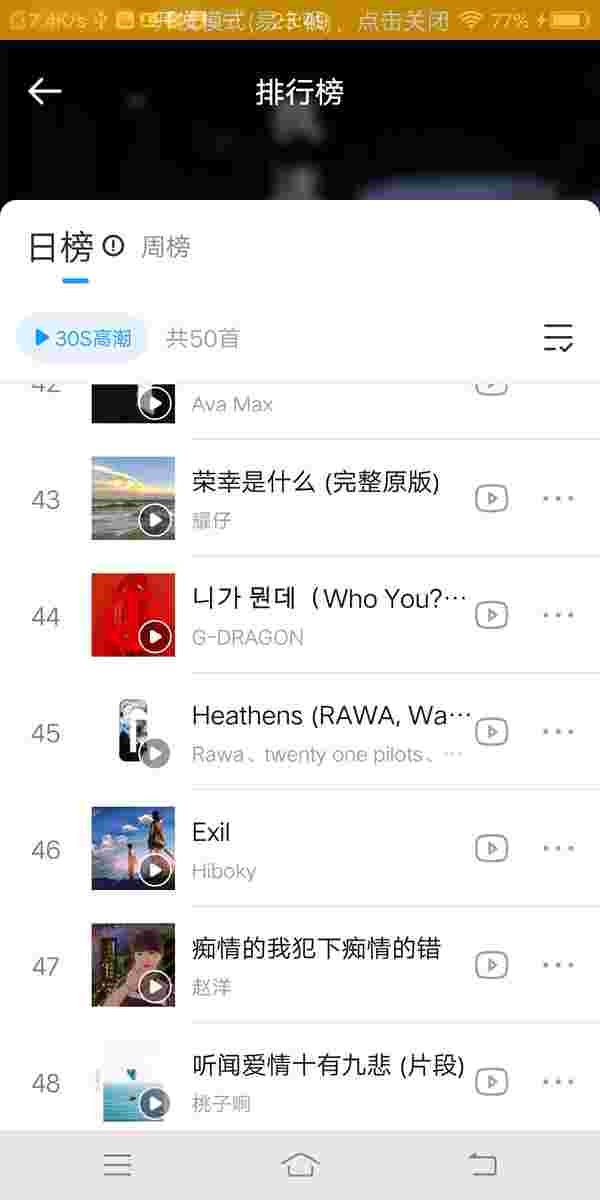 7.4K/s
开发模式(易卡顿)，点击关闭
77%
排行榜
日榜 周榜
30S高潮 共50首
42
Ava Max
43
荣幸是什么 (完整原版)
耀仔
44
니가 뭔데（Who You?…
G-DRAGON
45
Heathens (RAWA, Wa…
Rawa、twenty one pilots、…
46
Exil
Hiboky
47
痴情的我犯下痴情的错
赵洋
48
听闻爱情十有九悲 (片段)
桃子啊